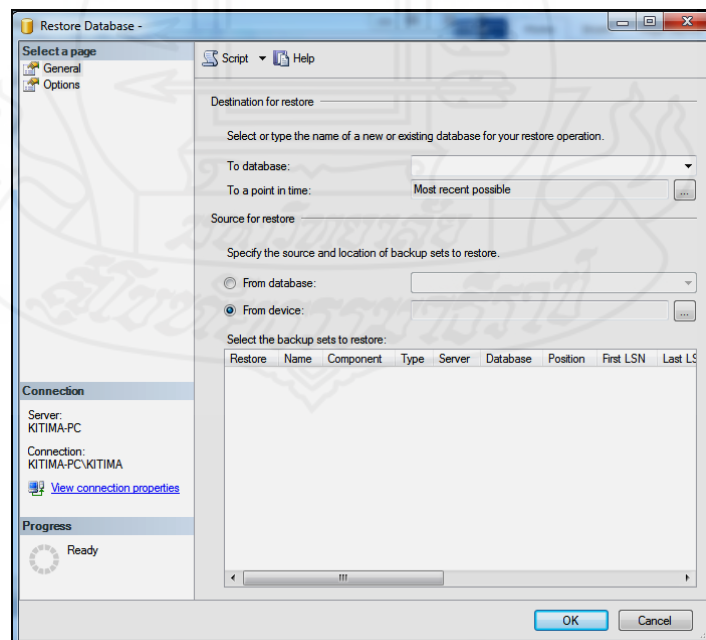 Restore Database -
Select a page
General
Options
Script
Help
Destination for restore
Select or type the name of a new or existing database for your restore operation.
To database:
To a point in time:
Most recent possible
...
Source for restore
Specify the source and location of backup sets to restore.
From database:
From device:
...
Select the backup sets to restore:
Restore Name Component Type Server Database Position First LSN Last LS
Connection
Server:
KITIMA-PC
Connection:
KITIMA-PC\KITIMA
View connection properties
Progress
Ready
OK
Cancel